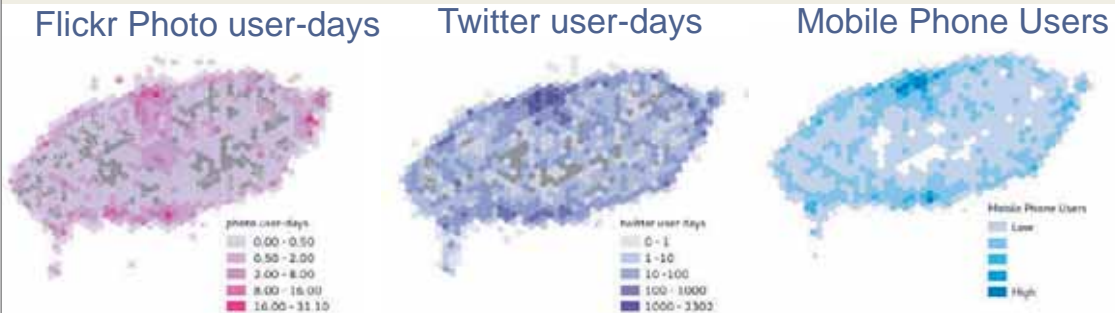 Flickr Photo user-days
Twitter user-days
Mobile Phone Users
photo user-days
0.00 - 0.50
0.50 - 2.00
2.00 - 8.00
8.00 - 16.00
16.00 - 31.10
twitter user days
0 - 1
1 - 10
10 - 100
100 - 1000
1000 - 3302
Mobile Phone Users
Low
High